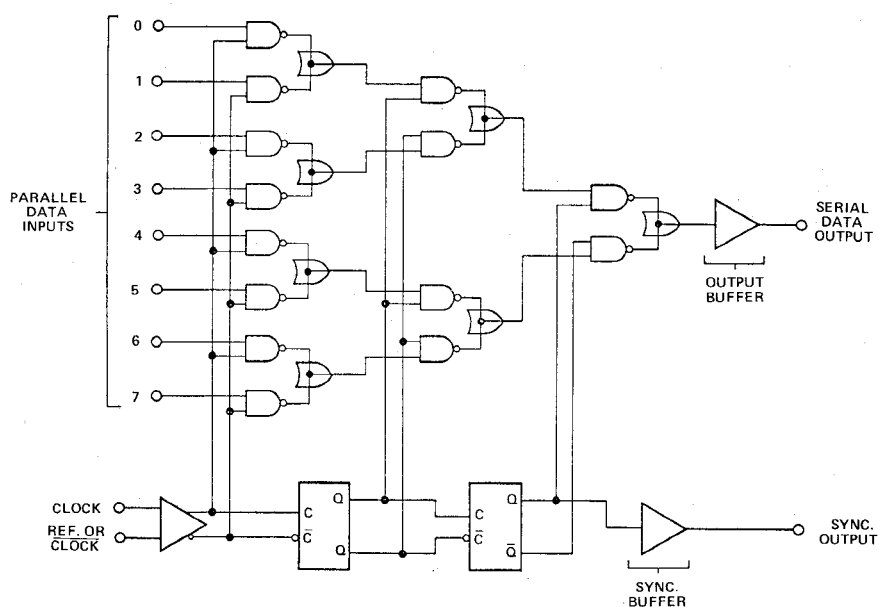 0
1
2
3
4
5
6
7
PARALLEL
DATA
INPUTS
SERIAL
DATA
OUTPUT
OUTPUT
BUFFER
CLOCK
REF. OR
C̅L̅O̅C̅K̅
C
C̅
Q
Q
C
C̅
Q
Q̅
SYNC.
OUTPUT
SYNC.
BUFFER